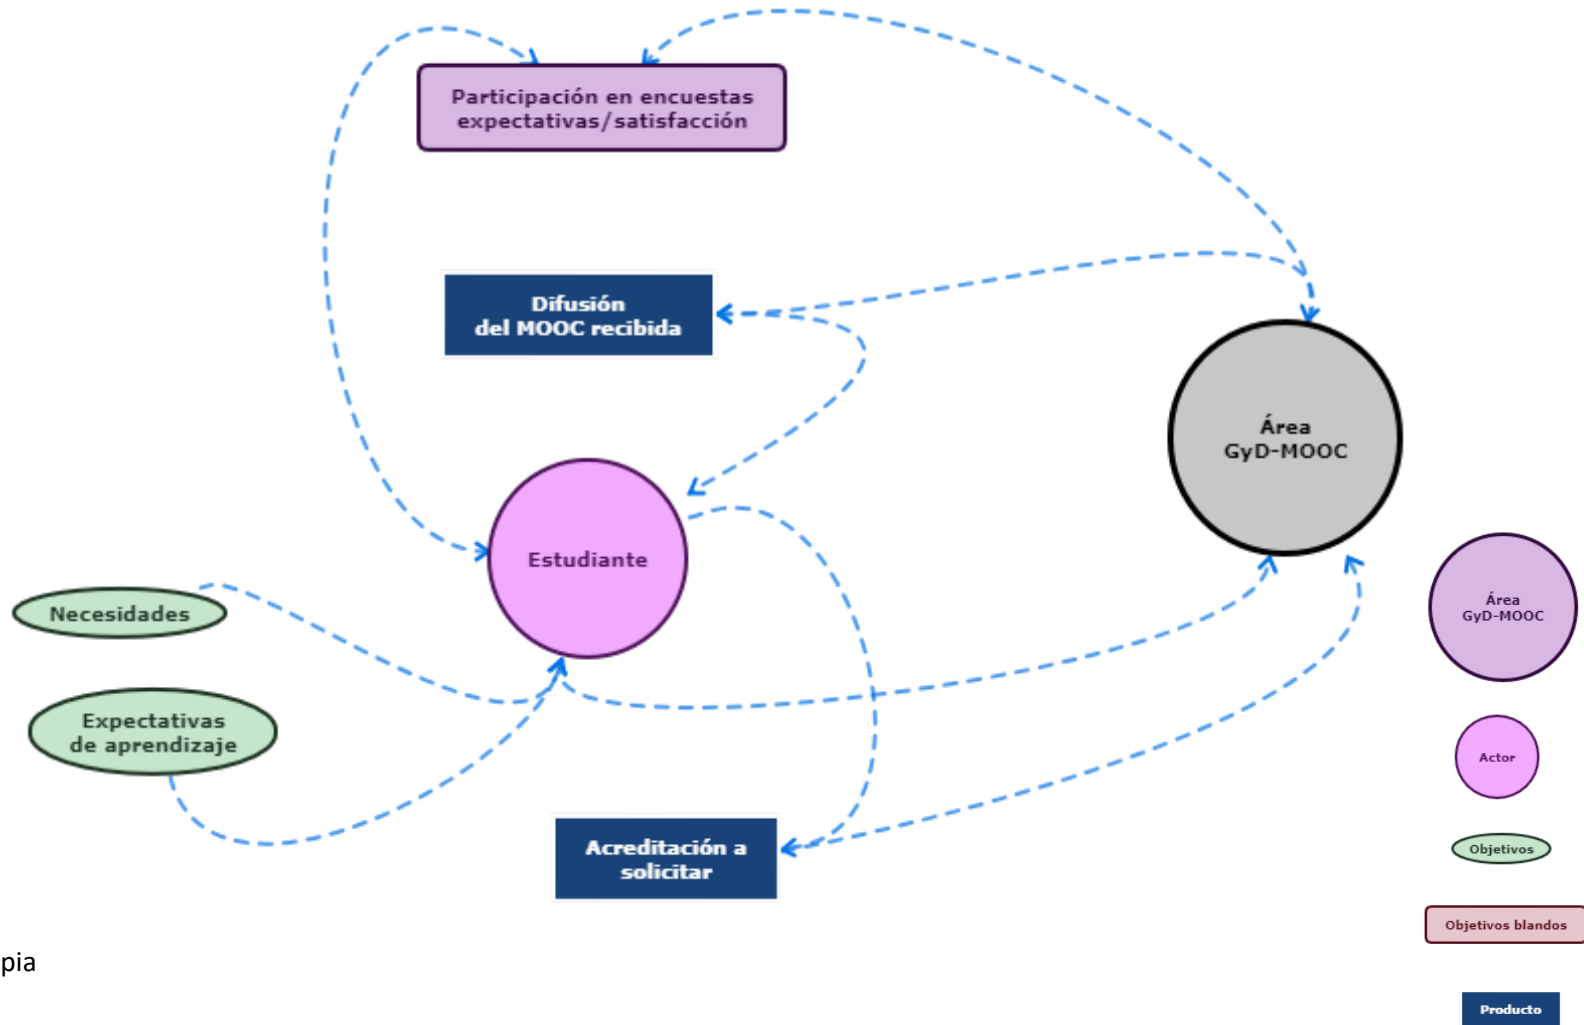 Participación en encuestas
expectativas/satisfacción
Difusión
del MOOC recibida
Área
GyD-MOOC
Estudiante
Necesidades
Expectativas
de aprendizaje
Acreditación a
solicitar
Área
GyD-MOOC
Actor
Objetivos
Objetivos blandos
Producto
pia